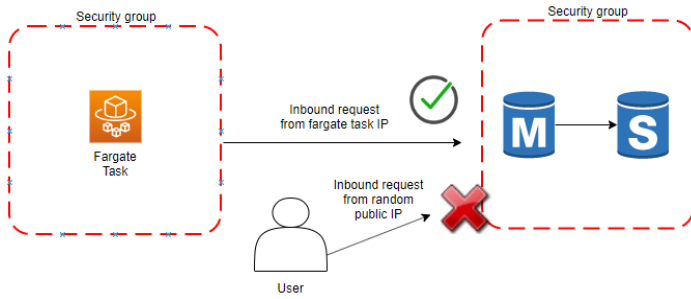 Security group
Security group
Inbound request
from fargate task IP
Fargate
Task
M
S
Inbound request
from random
public IP
User